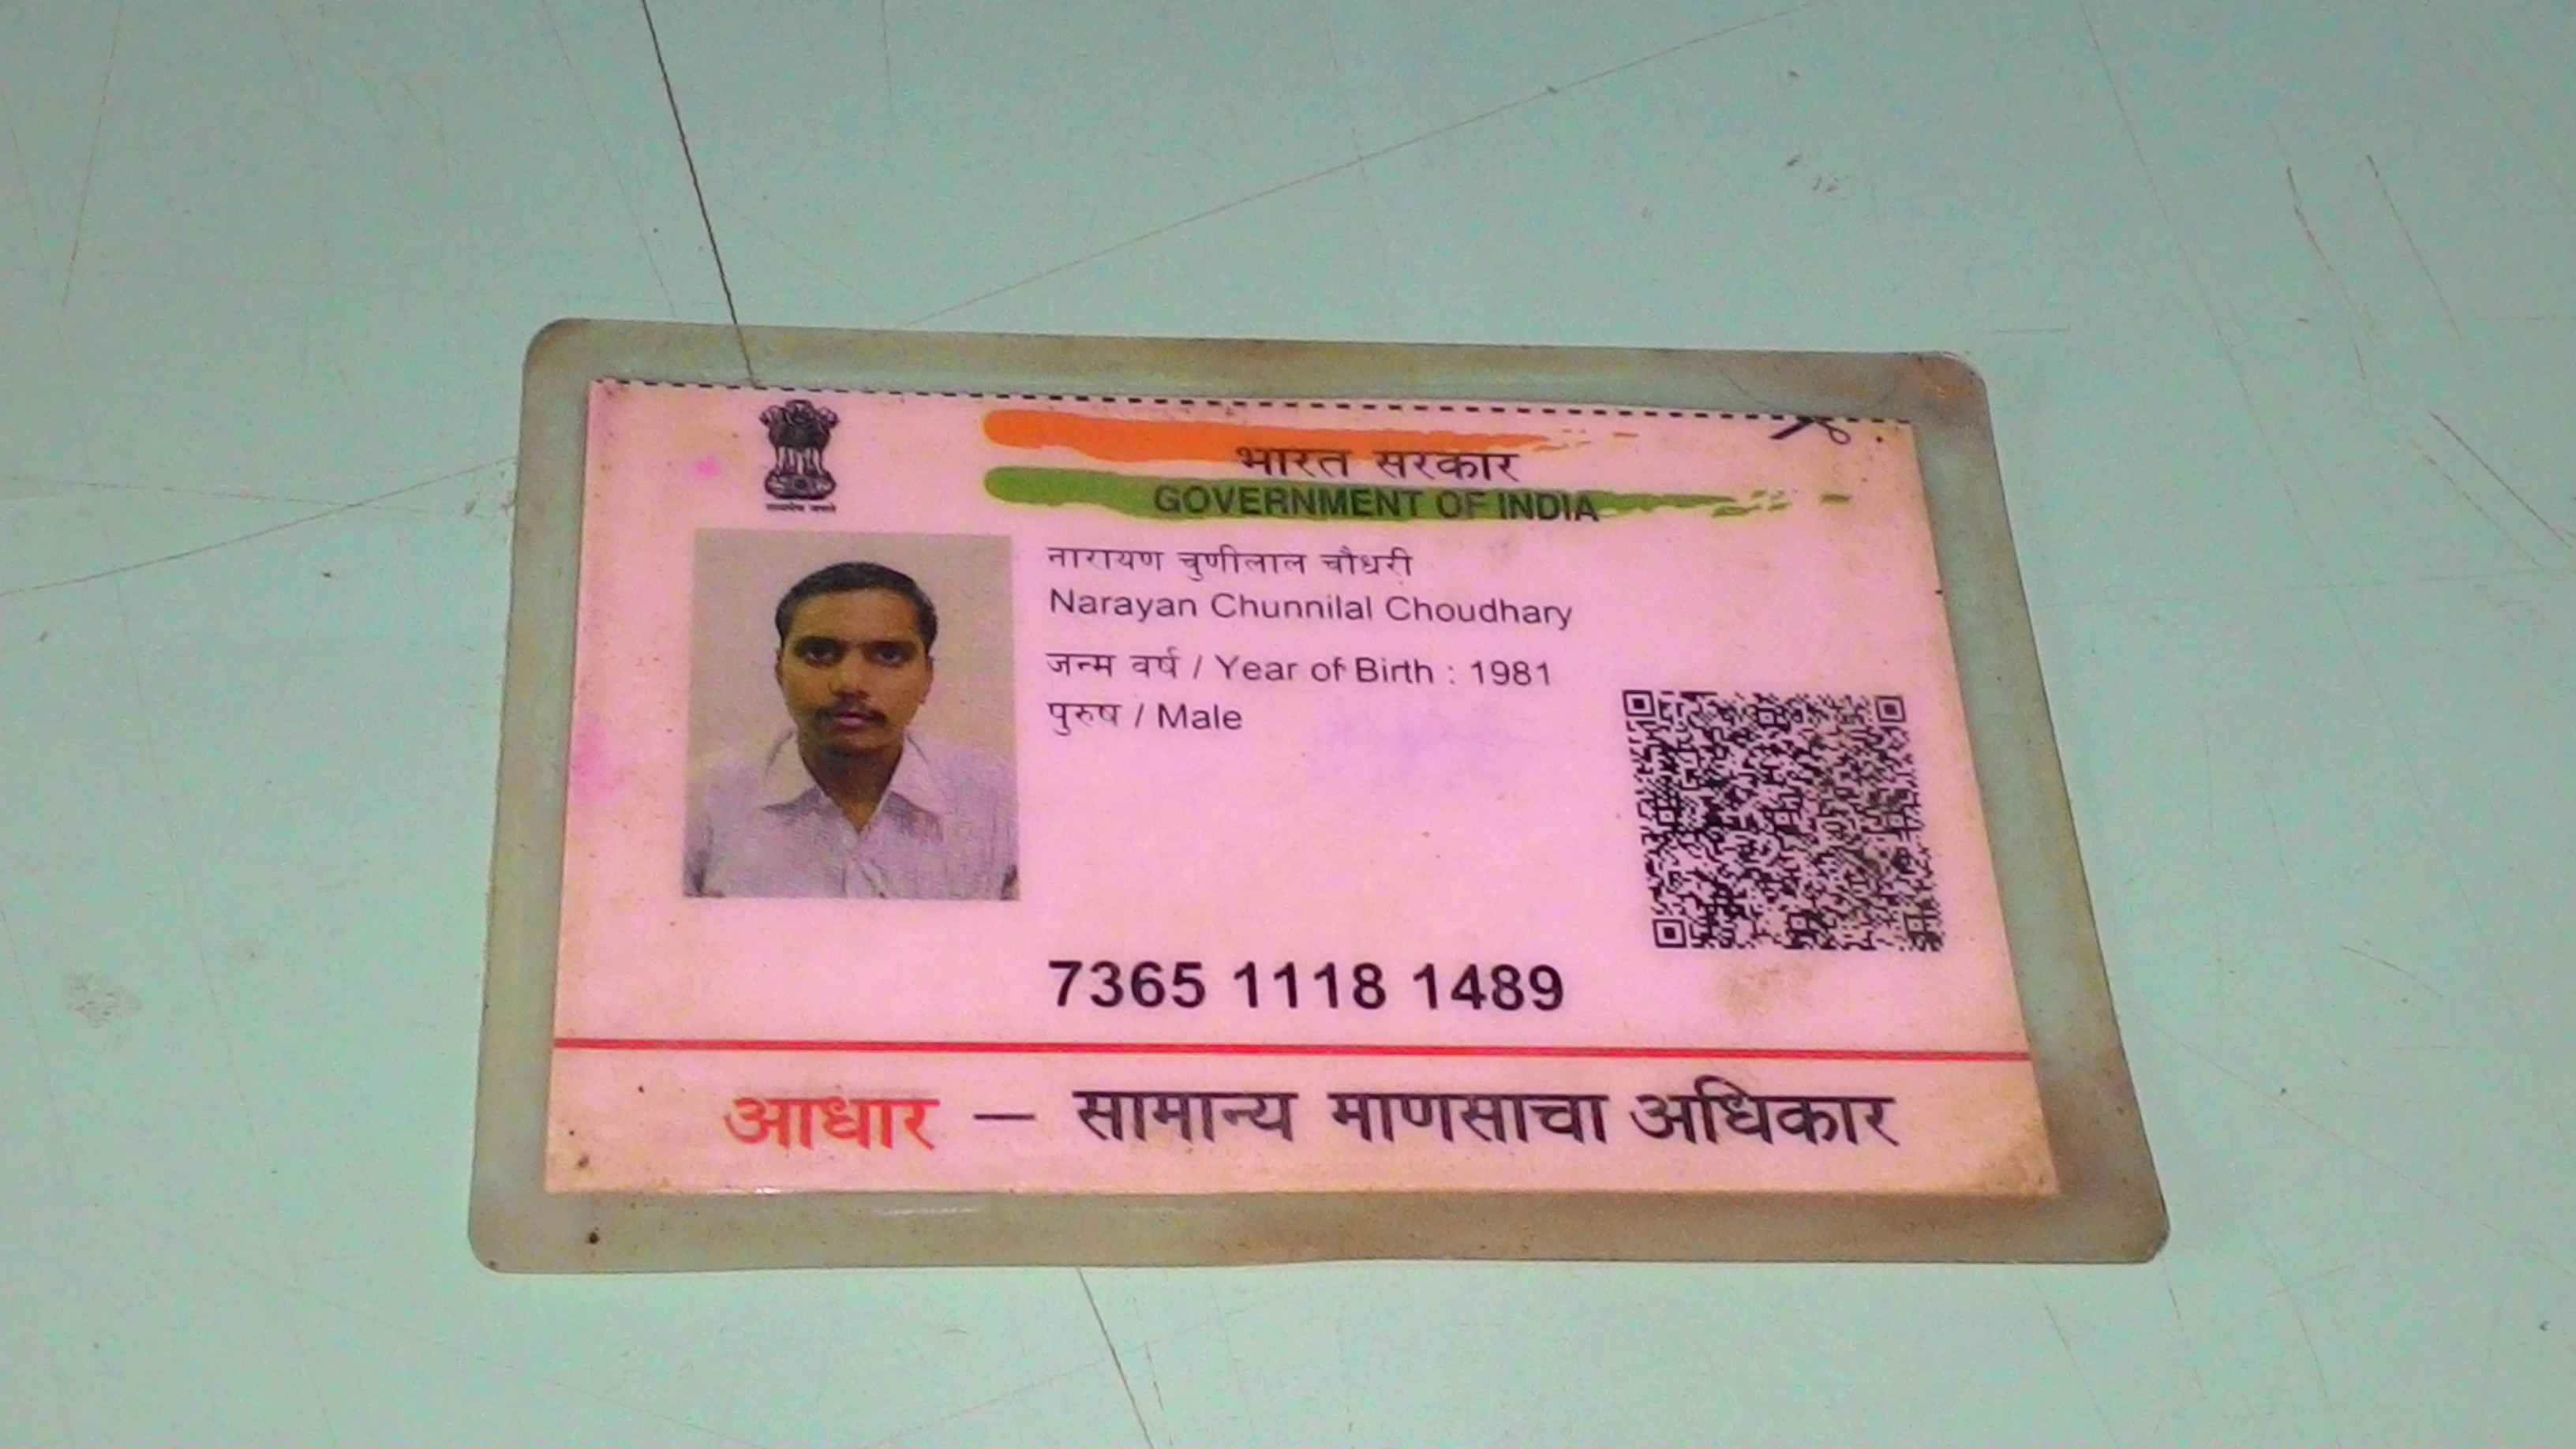 भारत सरकार
GOVERNMENT OF INDIA
नारायण चुणीलाल चौधरी
Narayan Chunnilal Choudhary
जन्म वर्ष / Year of Birth : 1981
पुरुष / Male
7365 1118 1489
आधार – सामान्य माणसाचा अधिकार